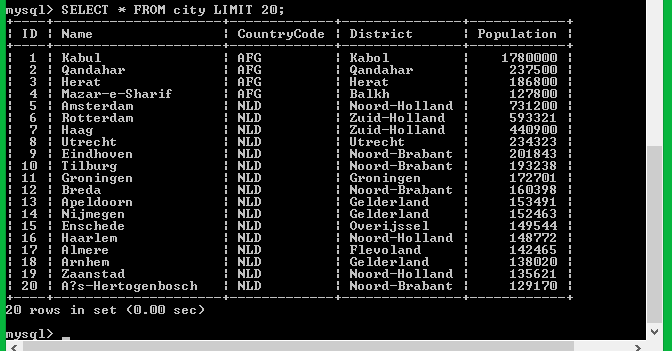 mysql> SELECT * FROM city LIMIT 20;
+----+-------------------+-------------+---------------+------------+
| ID | Name | CountryCode | District | Population |
+----+-------------------+-------------+---------------+------------+
| 1 | Kabul | AFG | Kabol | 1780000 |
| 2 | Qandahar | AFG | Qandahar | 237500 |
| 3 | Herat | AFG | Herat | 186800 |
| 4 | Mazar-e-Sharif | AFG | Balkh | 127800 |
| 5 | Amsterdam | NLD | Noord-Holland | 731200 |
| 6 | Rotterdam | NLD | Zuid-Holland | 593321 |
| 7 | Haag | NLD | Zuid-Holland | 440900 |
| 8 | Utrecht | NLD | Utrecht | 234323 |
| 9 | Eindhoven | NLD | Noord-Brabant | 201843 |
| 10 | Tilburg | NLD | Noord-Brabant | 193238 |
| 11 | Groningen | NLD | Groningen | 172701 |
| 12 | Breda | NLD | Noord-Brabant | 160398 |
| 13 | Apeldoorn | NLD | Gelderland | 153491 |
| 14 | Nijmegen | NLD | Gelderland | 152463 |
| 15 | Enschede | NLD | Overijssel | 149544 |
| 16 | Haarlem | NLD | Noord-Holland | 148772 |
| 17 | Almere | NLD | Flevoland | 142465 |
| 18 | Arnhem | NLD | Gelderland | 138020 |
| 19 | Zaanstad | NLD | Noord-Holland | 135621 |
| 20 | A?s-Hertogenbosch | NLD | Noord-Brabant | 129170 |
+----+-------------------+-------------+---------------+------------+
20 rows in set (0.00 sec)
mysql> _